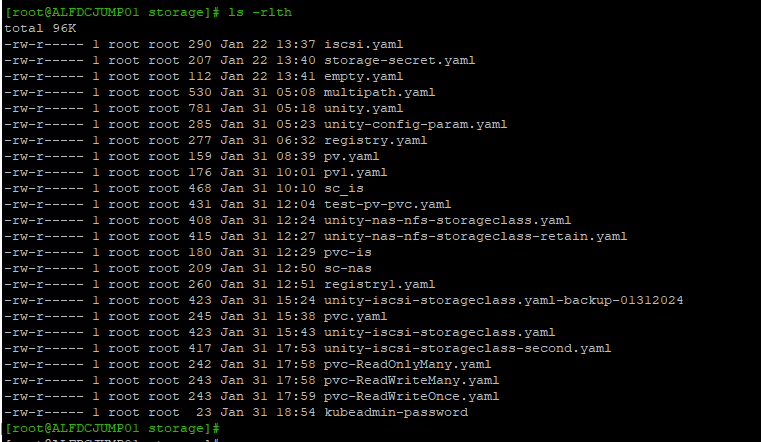 [root@ALFDCJUMP01 storage]# ls -rlth
total 96K
-rw-r----- 1 root root 290 Jan 22 13:37 iscsi.yaml
-rw-r----- 1 root root 207 Jan 22 13:40 storage-secret.yaml
-rw-r----- 1 root root 112 Jan 22 13:41 empty.yaml
-rw-r----- 1 root root 530 Jan 31 05:08 multipath.yaml
-rw-r----- 1 root root 781 Jan 31 05:18 unity.yaml
-rw-r----- 1 root root 285 Jan 31 05:23 unity-config-param.yaml
-rw-r----- 1 root root 277 Jan 31 06:32 registry.yaml
-rw-r----- 1 root root 159 Jan 31 08:39 pv.yaml
-rw-r----- 1 root root 176 Jan 31 10:01 pv1.yaml
-rw-r----- 1 root root 468 Jan 31 10:10 sc_is
-rw-r----- 1 root root 431 Jan 31 12:04 test-pv-pvc.yaml
-rw-r----- 1 root root 408 Jan 31 12:24 unity-nas-nfs-storageclass.yaml
-rw-r----- 1 root root 415 Jan 31 12:27 unity-nas-nfs-storageclass-retain.yaml
-rw-r----- 1 root root 180 Jan 31 12:29 pvc-is
-rw-r----- 1 root root 209 Jan 31 12:50 sc-nas
-rw-r----- 1 root root 260 Jan 31 12:51 registry1.yaml
-rw-r----- 1 root root 423 Jan 31 15:24 unity-iscsi-storageclass.yaml-backup-01312024
-rw-r----- 1 root root 245 Jan 31 15:38 pvc.yaml
-rw-r----- 1 root root 423 Jan 31 15:43 unity-iscsi-storageclass.yaml
-rw-r----- 1 root root 417 Jan 31 17:53 unity-iscsi-storageclass-second.yaml
-rw-r----- 1 root root 242 Jan 31 17:58 pvc-ReadOnlyMany.yaml
-rw-r----- 1 root root 243 Jan 31 17:58 pvc-ReadWriteMany.yaml
-rw-r----- 1 root root 243 Jan 31 17:59 pvc-ReadWriteOnce.yaml
-rw-r----- 1 root root  23 Jan 31 18:54 kubeadmin-password
[root@ALFDCJUMP01 storage]#
[root@ALFDCJUMP01 storage]#